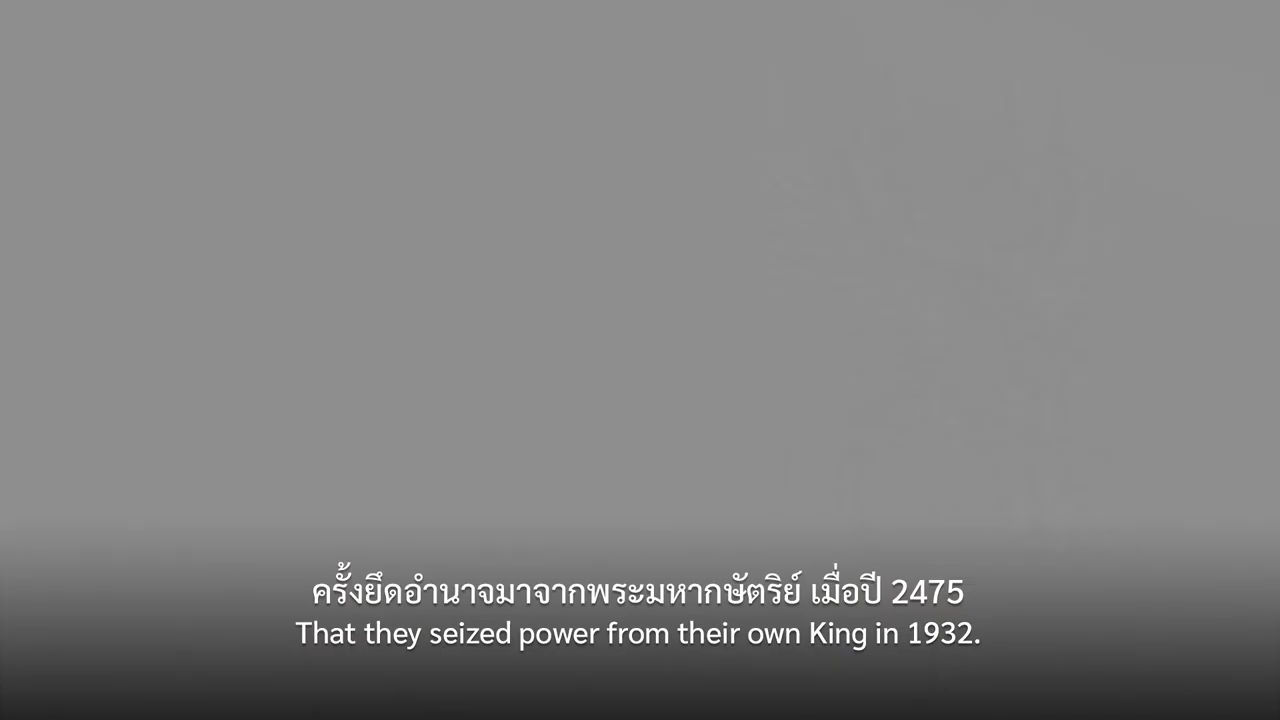 ครั้งยึดอำนาจมาจากพระมหากษัตริย์ เมื่อปี 2475
That they seized power from their own King in 1932.